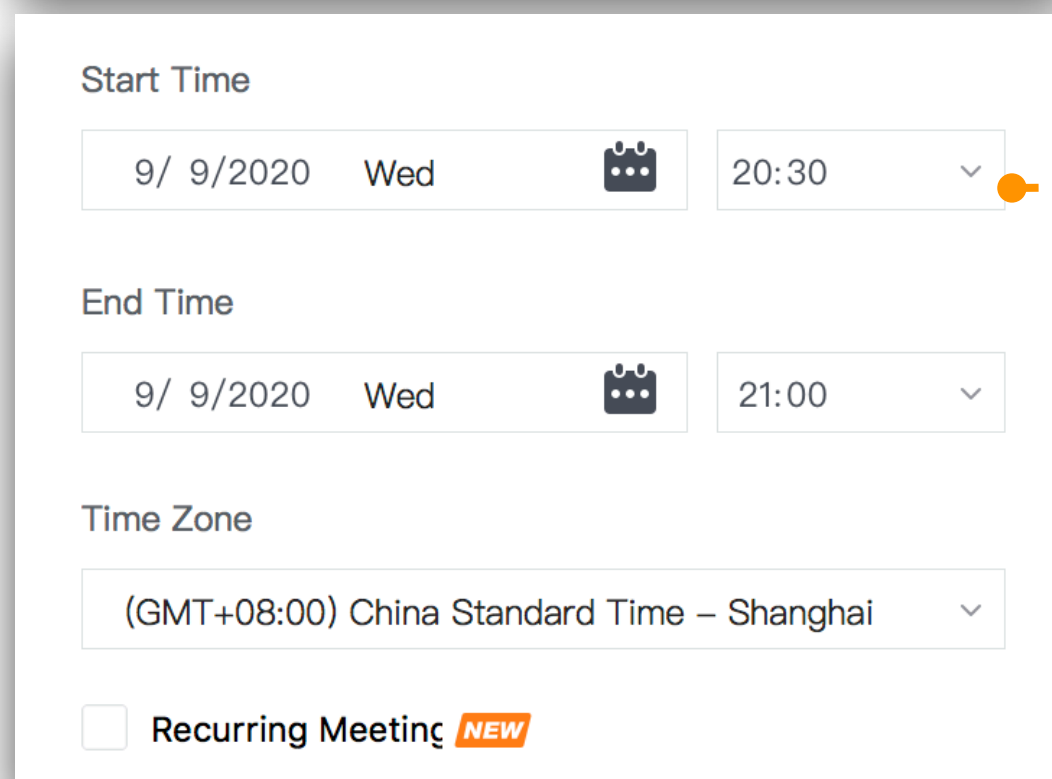 Start Time
9/ 9/2020 Wed 20:30
End Time
9/ 9/2020 Wed 21:00
Time Zone
(GMT+08:00) China Standard Time – Shanghai
Recurring Meeting NEW